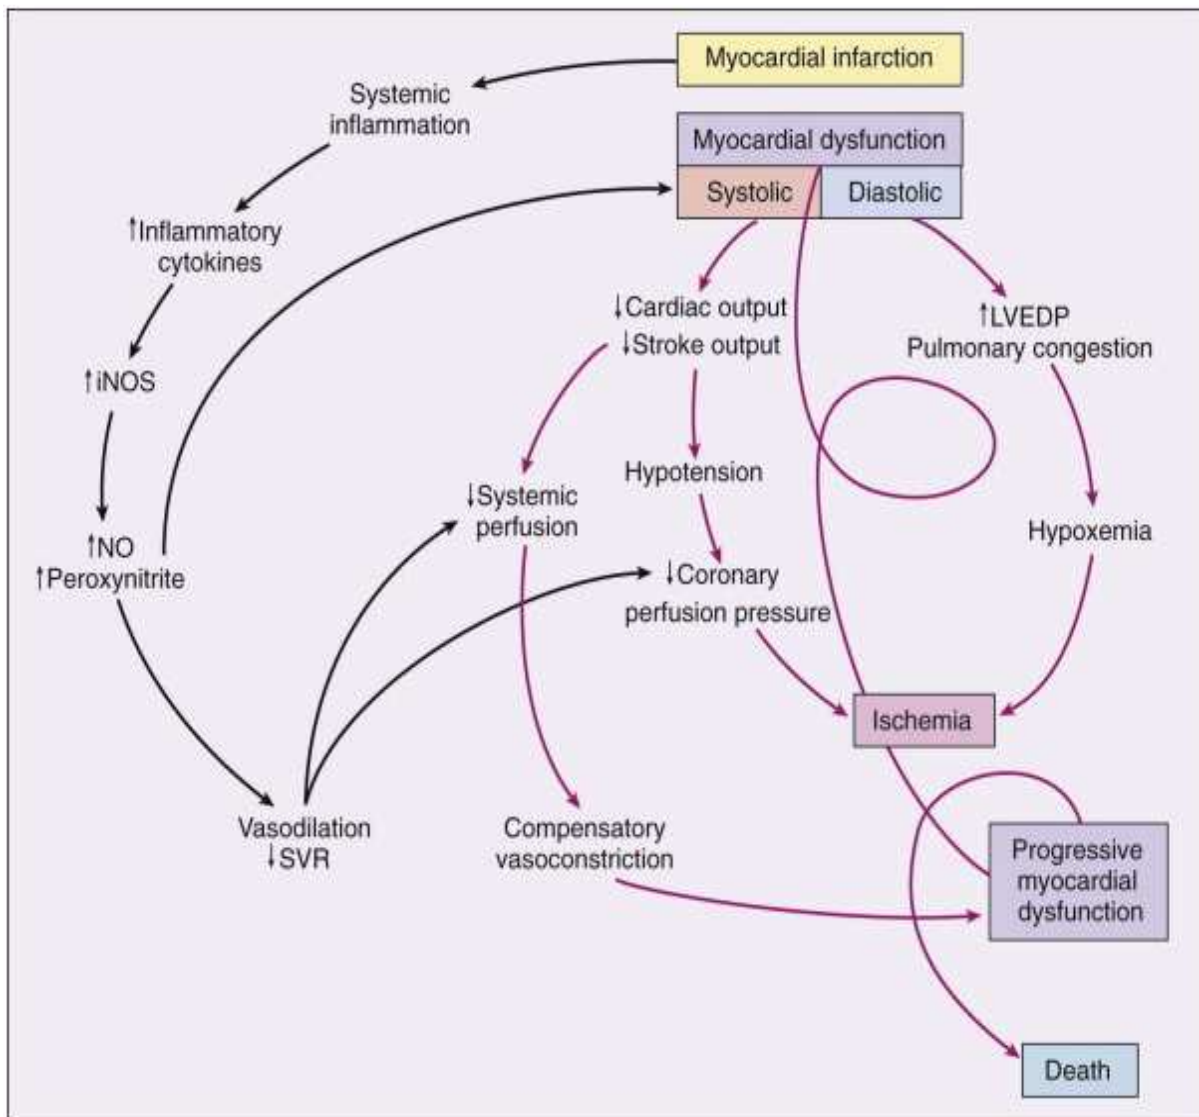 Myocardial infarction
Systemic
inflammation
Myocardial dysfunction
Systolic
Diastolic
↑Inflammatory
cytokines
↓Cardiac output
↓Stroke output
↑LVEDP
Pulmonary congestion
↑iNOS
Hypotension
↓Systemic
perfusion
Hypoxemia
↑NO
↑Peroxynitrite
↓Coronary
perfusion pressure
Ischemia
Vasodilation
↓SVR
Compensatory
vasoconstriction
Progressive
myocardial
dysfunction
Death